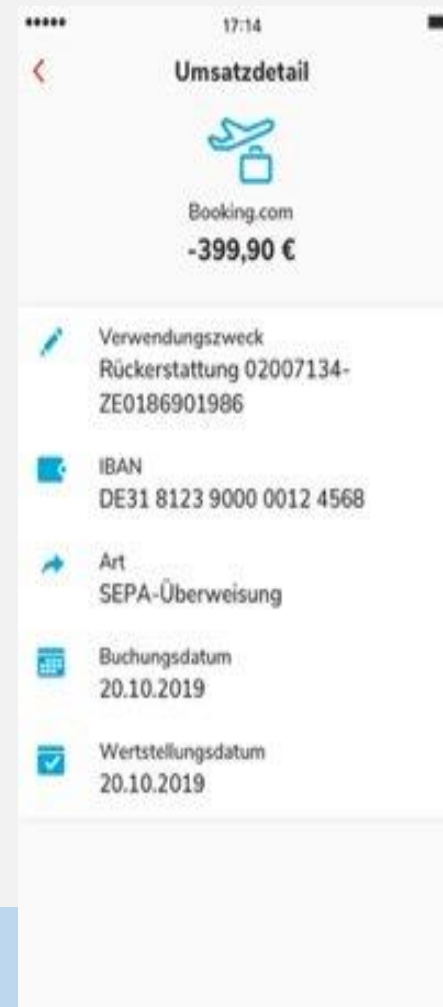 17:14
Umsatzdetail
Booking.com
-399,90 €
Verwendungszweck
Rückerstattung 02007134-
ZE0186901986
IBAN
DE31 8123 9000 0012 4568
Art
SEPA-Überweisung
Buchungsdatum
20.10.2019
Wertstellungsdatum
20.10.2019